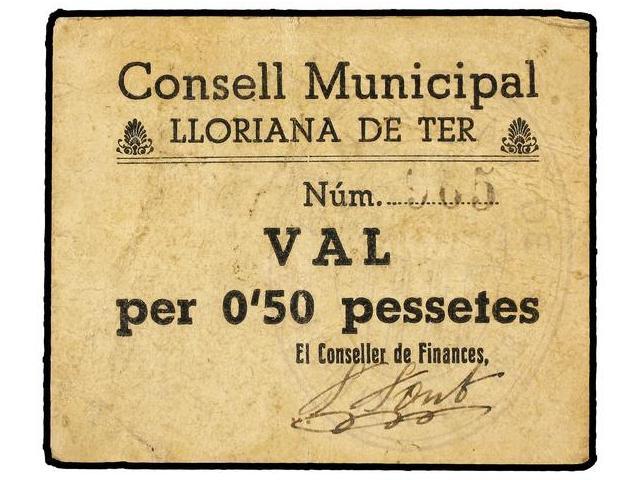 Consell Municipal
LLORIANA DE TER
Núm.
VAL
per 0'50 pessetes
El Conseller de Finances,